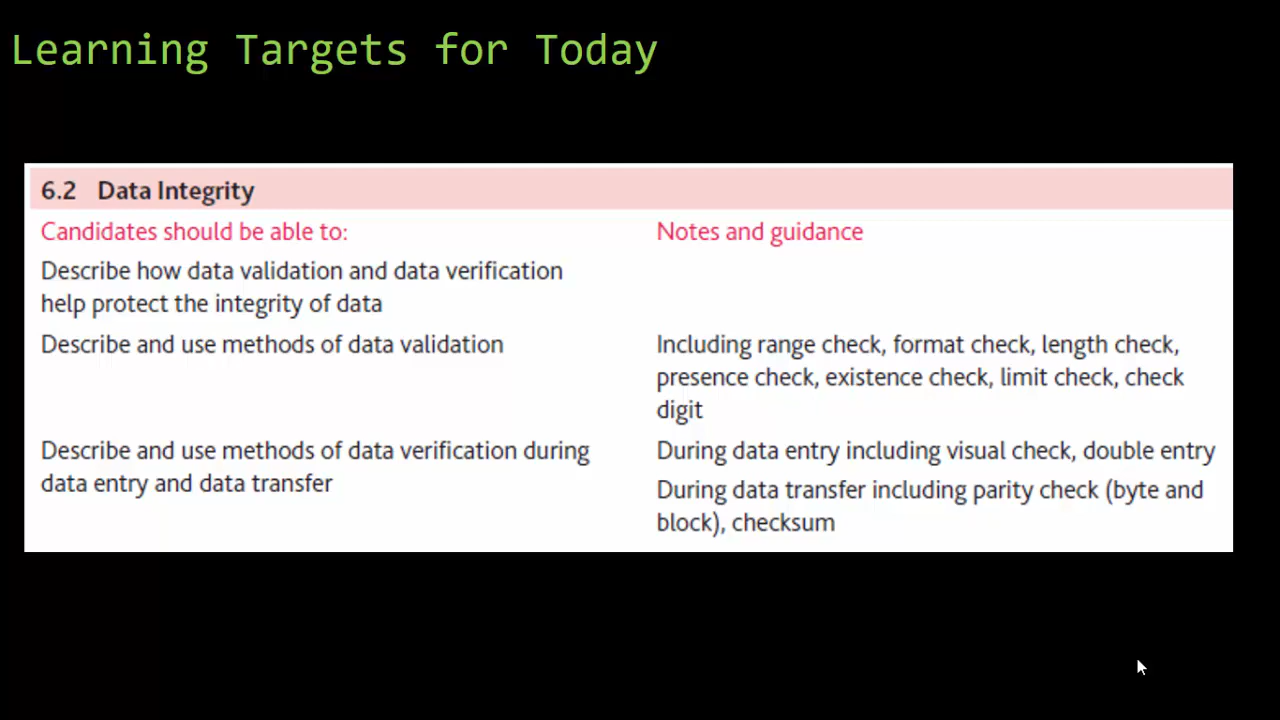 Learning Targets for Today
6.2 Data Integrity
Candidates should be able to:
Notes and guidance
Describe how data validation and data verification
help protect the integrity of data
Describe and use methods of data validation
Including range check, format check, length check,
presence check, existence check, limit check, check
digit
Describe and use methods of data verification during
data entry and data transfer
During data entry including visual check, double entry
During data transfer including parity check (byte and
block), checksum